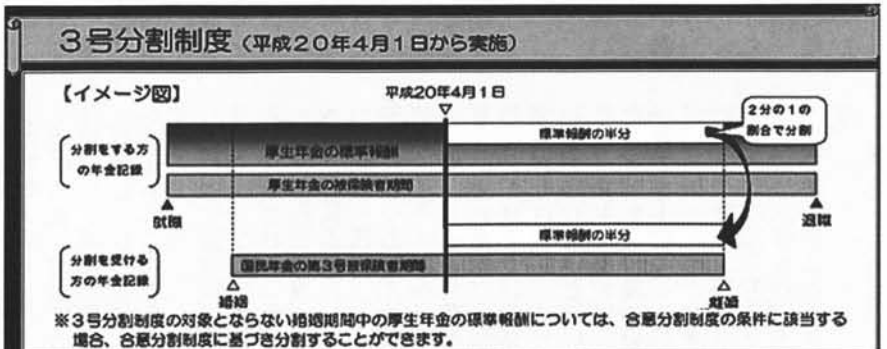 3号分割制度(平成20年4月1日から実施)
【イメージ図】
平成20年4月1日
2分の1の
割合で分割
分割をする方
の年金記録
標準報酬の半分
厚生年金の標準報酬
厚生年金の被保険者期間
就職
退職
標準報酬の半分
分割を受ける
方の年金記録
国民年金の第3号被保険者期間
婚姻
離婚
※3号分割制度の対象とならない婚姻期間中の厚生年金の標準報酬については、合意分割制度の条件に該当する
場合、合意分割制度に基づき分割することができます。